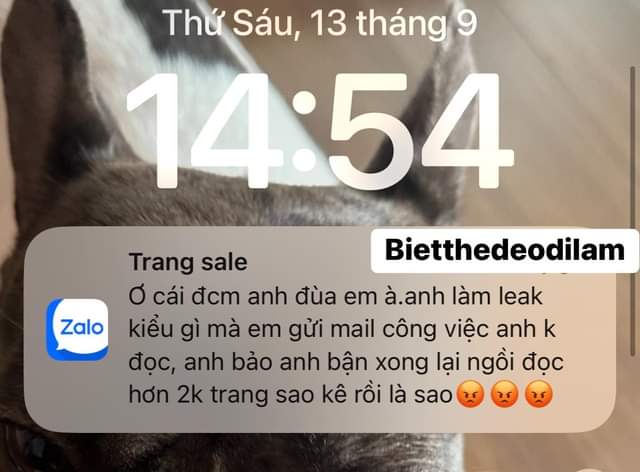 Thứ Sáu, 13 tháng 9
14:54
Bietthedeodilam
Trang sale
Zalo
Ơ cái đcm anh đùa em à.anh làm leak
kiểu gì mà em gửi mail công việc anh k
đọc, anh bảo anh bận xong lại ngồi đọc
hơn 2k trang sao kê rồi là sao😡😡😡